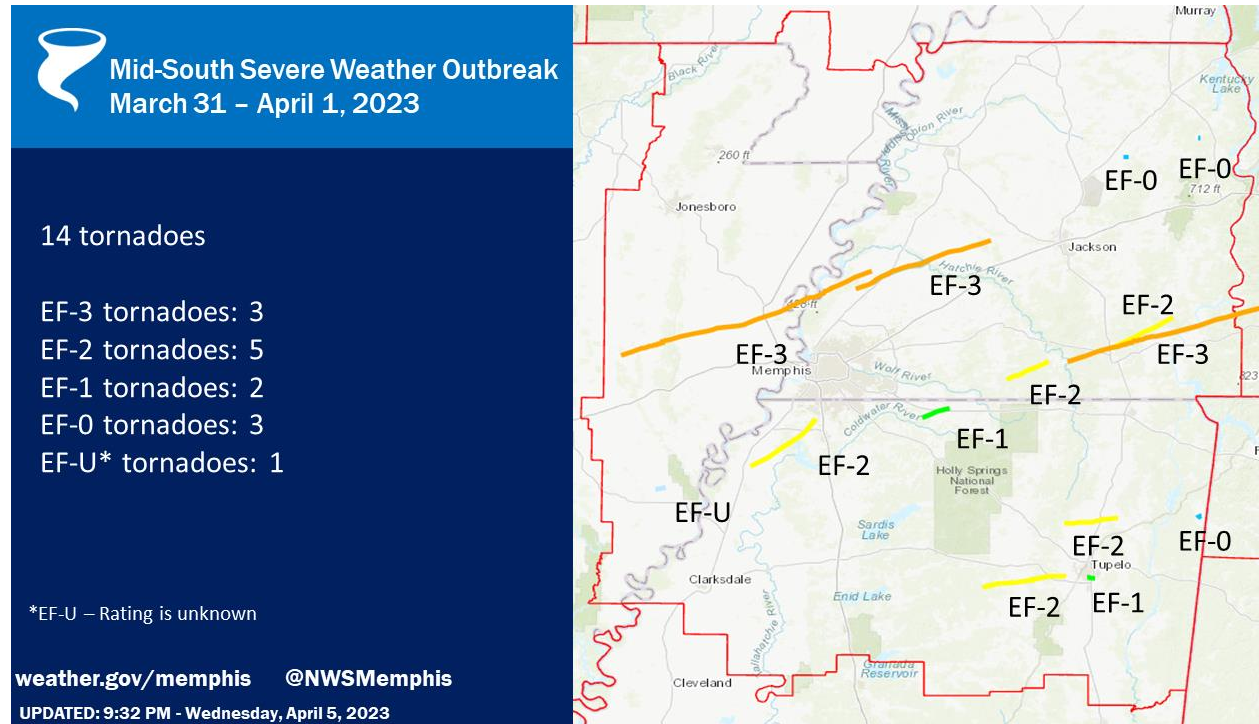 Mid-South Severe Weather Outbreak
March 31 – April 1, 2023
14 tornadoes
EF-3 tornadoes: 3
EF-2 tornadoes: 5
EF-1 tornadoes: 2
EF-0 tornadoes: 3
EF-U* tornadoes: 1
*EF-U – Rating is unknown
weather.gov/memphis @NWSMemphis
UPDATED: 9:32 PM - Wednesday, April 5, 2023
Murray
Black River
Kentucky
Lake
Obion River
River
260 ft
EF-0
EF-0
712 ft
Jonesboro
Jackson
Hatchie River
EF-3
EF-2
EF-3
EF-3
Memphis
Wolf River
EF-2
Coldwater River
EF-1
EF-2
Holly Springs
National
Forest
EF-U
Sardis
Lake
EF-0
EF-2
Tupelo
Clarksdale
Enid Lake
EF-2
EF-1
Granada
Reservoir
Cleveland